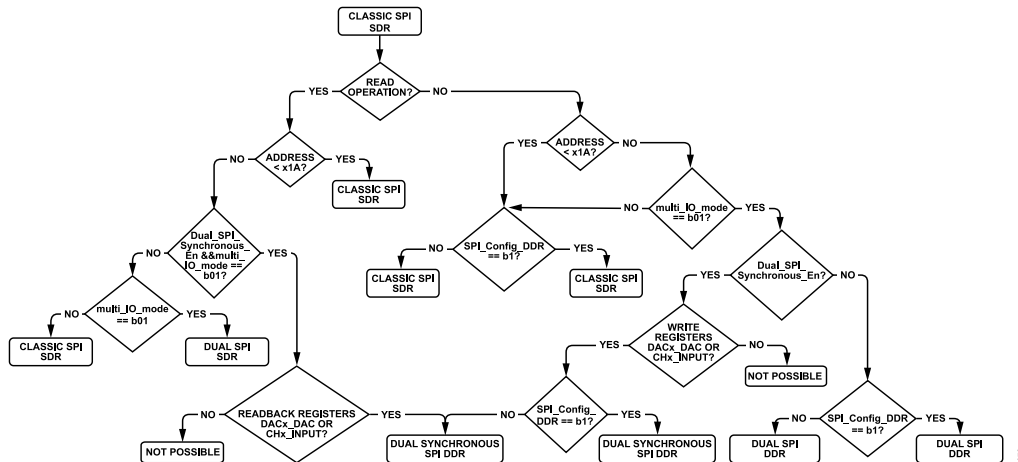 CLASSIC SPI
SDR
READ
OPERATION?
YES
NO
ADDRESS
< x1A?
NO
YES
CLASSIC SPI
SDR
ADDRESS
< x1A?
YES
NO
multi_IO_mode
== b01?
NO
YES
Dual_SPI_
Synchronous_
En &&multi_
IO_mode ==
b01?
NO
YES
SPI_Config_DDR
== b1?
NO
YES
CLASSIC SPI
SDR
CLASSIC SPI
SDR
Dual_SPI_
Synchronous_En?
YES
NO
multi_IO_mode
== b01
NO
YES
CLASSIC SPI
SDR
DUAL SPI
SDR
WRITE
REGISTERS
DACx_DAC OR
CHx_INPUT?
YES
NO
NOT POSSIBLE
READBACK REGISTERS
DACx_DAC OR
CHx_INPUT?
NO
YES
NOT POSSIBLE
SPI_Config_
DDR == b1?
NO
YES
DUAL SYNCHRONOUS
SPI DDR
DUAL SYNCHRONOUS
SPI DDR
SPI_Config_DDR
== b1?
NO
YES
DUAL SPI
DDR
DUAL SPI
DDR